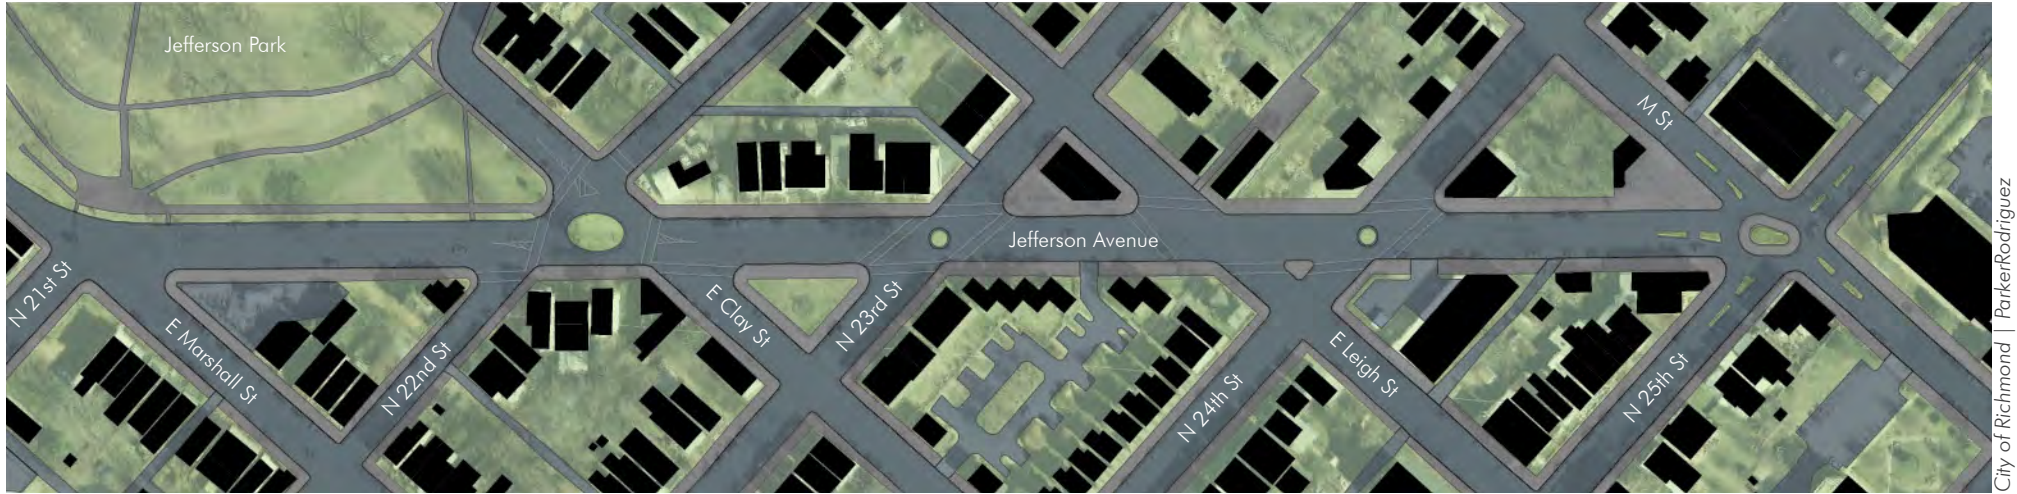 Jefferson Park
M St
Jefferson Avenue
N 21st St
E Marshall St
N 22nd St
E Clay St
N 23rd St
N 24th St
E Leigh St
N 25th St
City of Richmond | ParkerRodriguez